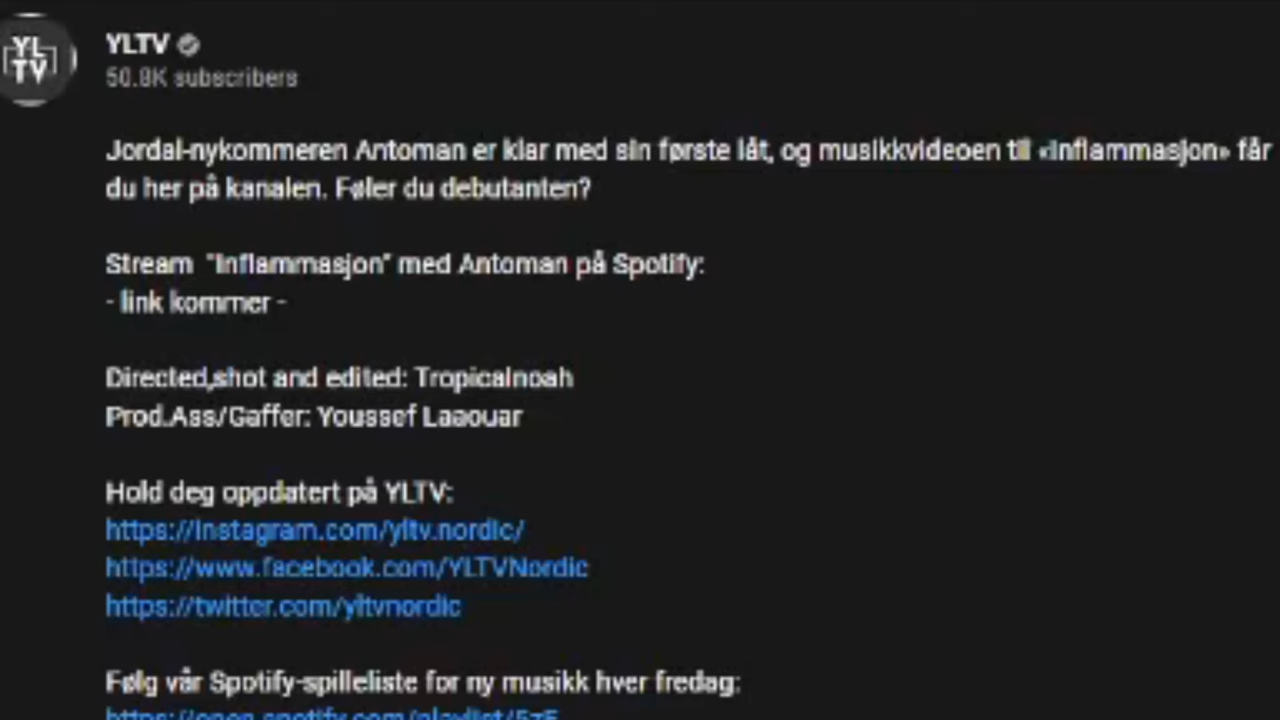 YL
TV
YLTV
50.8K subscribers
Jordal-nykommeren Antoman er klar med sin første låt, og musikkvideoen til «Inflammasjon» får
du her på kanalen. Føler du debutanten?
Stream "Inflammasjon" med Antoman på Spotify:
- link kommer -
Directed,shot and edited: Tropicalnoah
Prod.Ass/Gaffer: Youssef Laaouar
Hold deg oppdatert på YLTV:
https://instagram.com/yltv.nordic/
https://www.facebook.com/YLTVNordic
https://twitter.com/yltvnordic
Følg vår Spotify-spilleliste for ny musikk hver fredag: